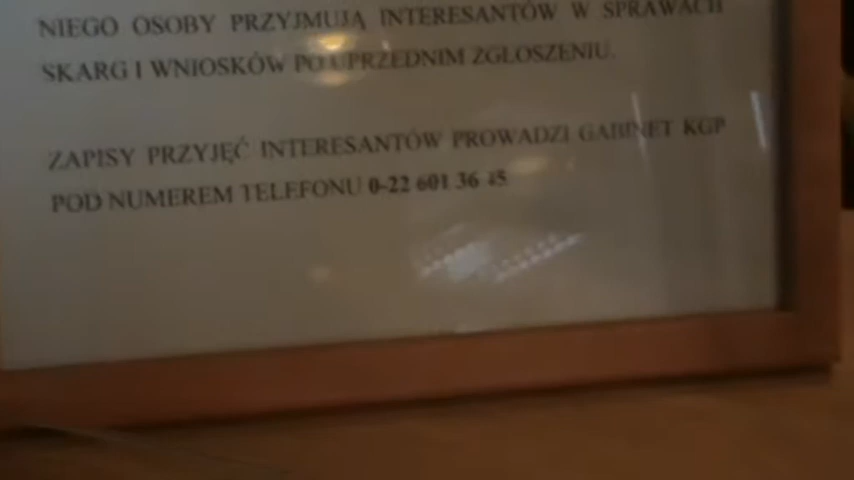 NIEGO OSOBY PRZYJMUJĄ INTERESANTÓW W SPRAWACH
SKARG I WNIOSKÓW PO UPRZEDNIM ZGŁOSZENIU.
ZAPISY PRZYJĘĆ INTERESANTÓW PROWADZI GABINET KGP
POD NUMEREM TELEFONU 0-22 601 36